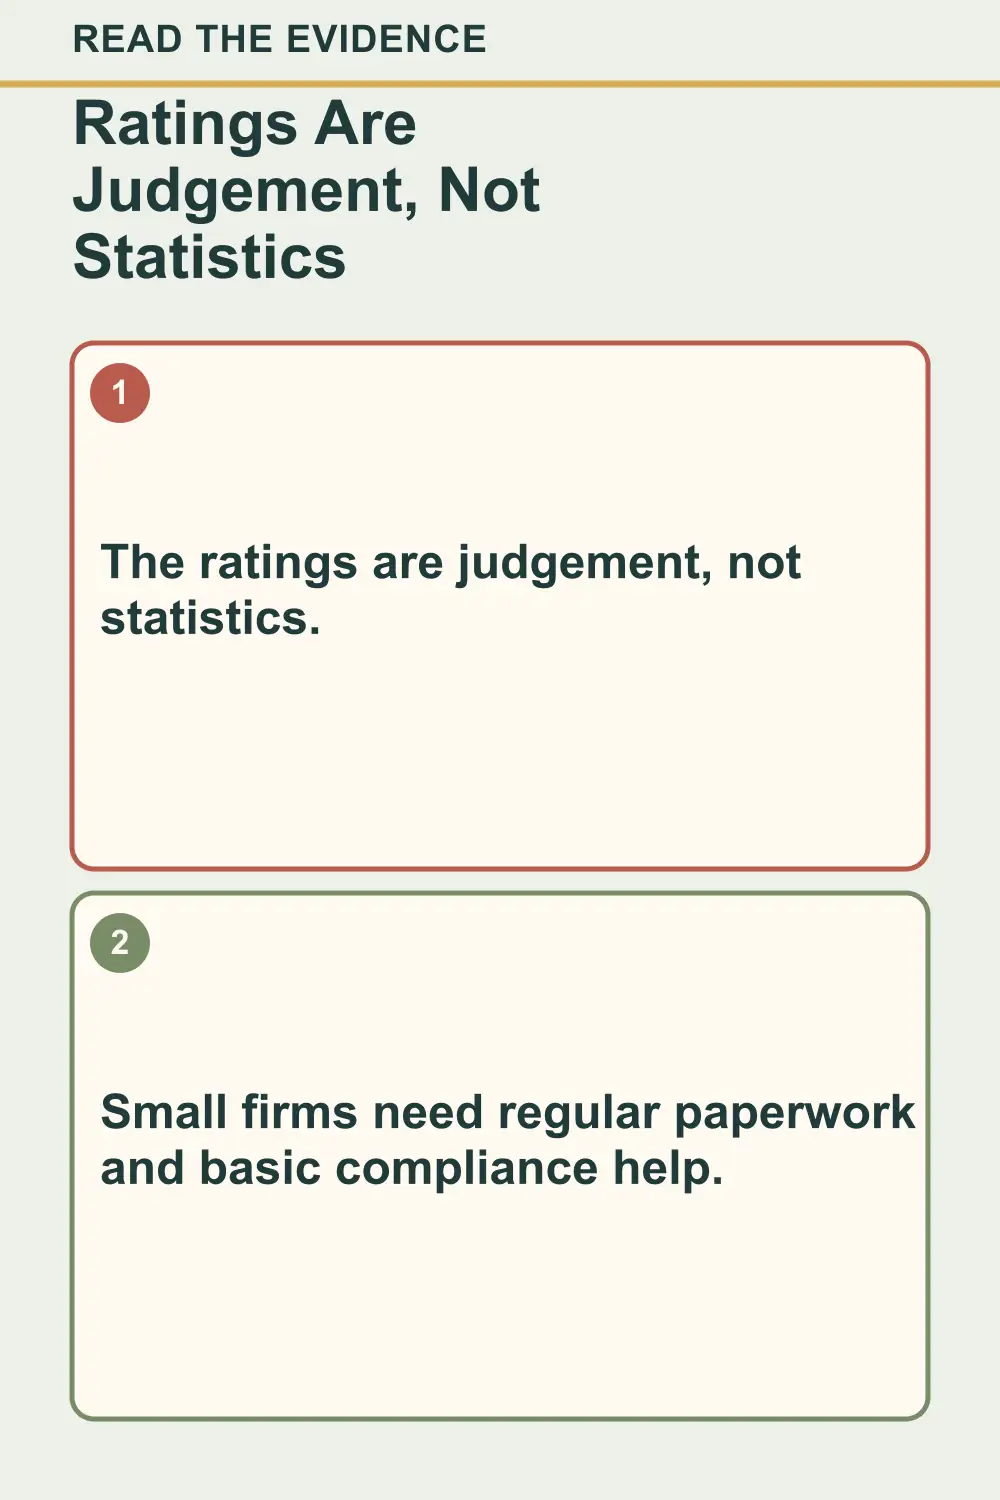 READ THE EVIDENCE
Ratings Are
Judgement, Not
Statistics
1
The ratings are judgement, not
statistics.
2
Small firms need regular paperwork
and basic compliance help.